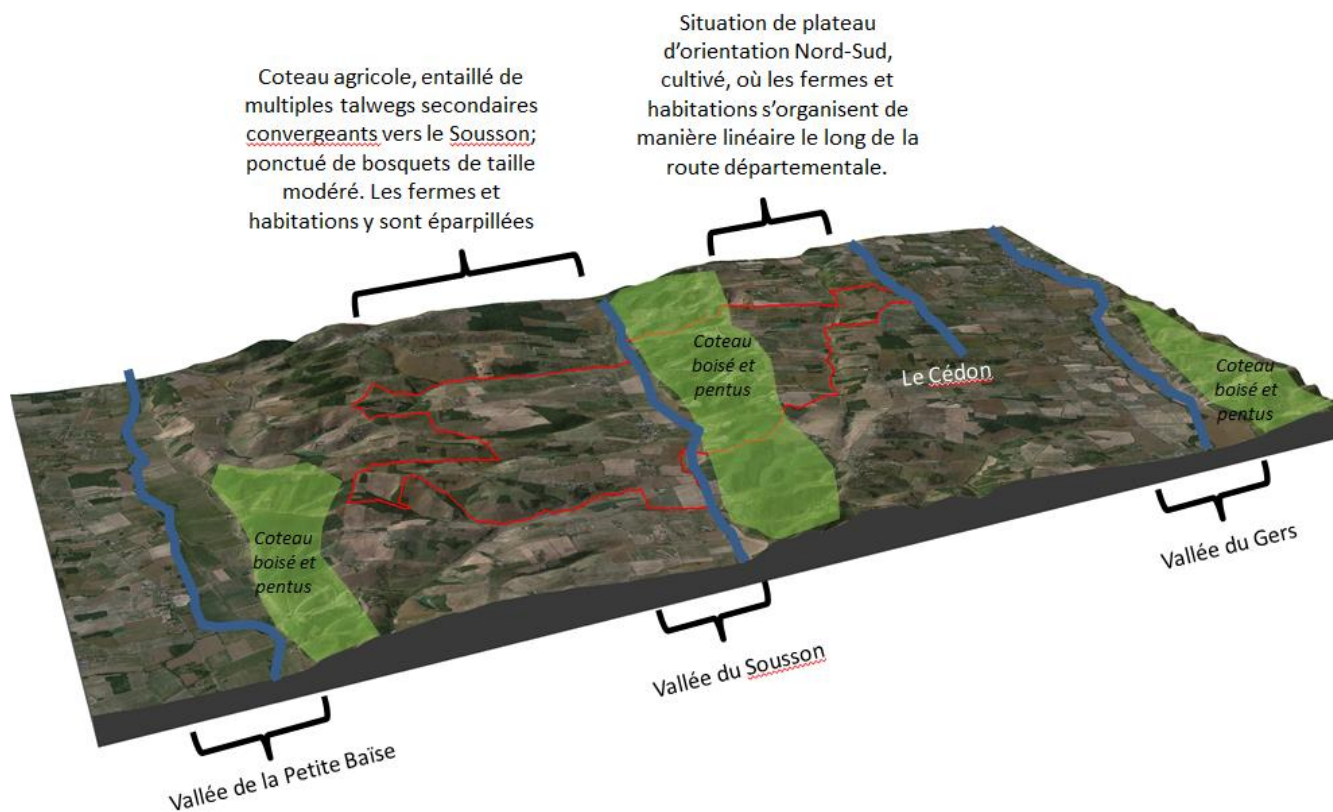 Coteau agricole, entaillé de
multiples talwegs secondaires
convergeants vers le Sousson;
ponctué de bosquets de taille
modéré. Les fermes et
habitations y sont éparpillées
Situation de plateau
d'orientation Nord-Sud,
cultivé, où les fermes et
habitations s'organisent de
manière linéaire le long de la
route départementale.
Coteau
boisé et
pentus
Le Cédon
Coteau
boisé et
pentus
Coteau
boisé et
pentus
Vallée du Gers
Vallée du Sousson
Vallée de la Petite Baïse